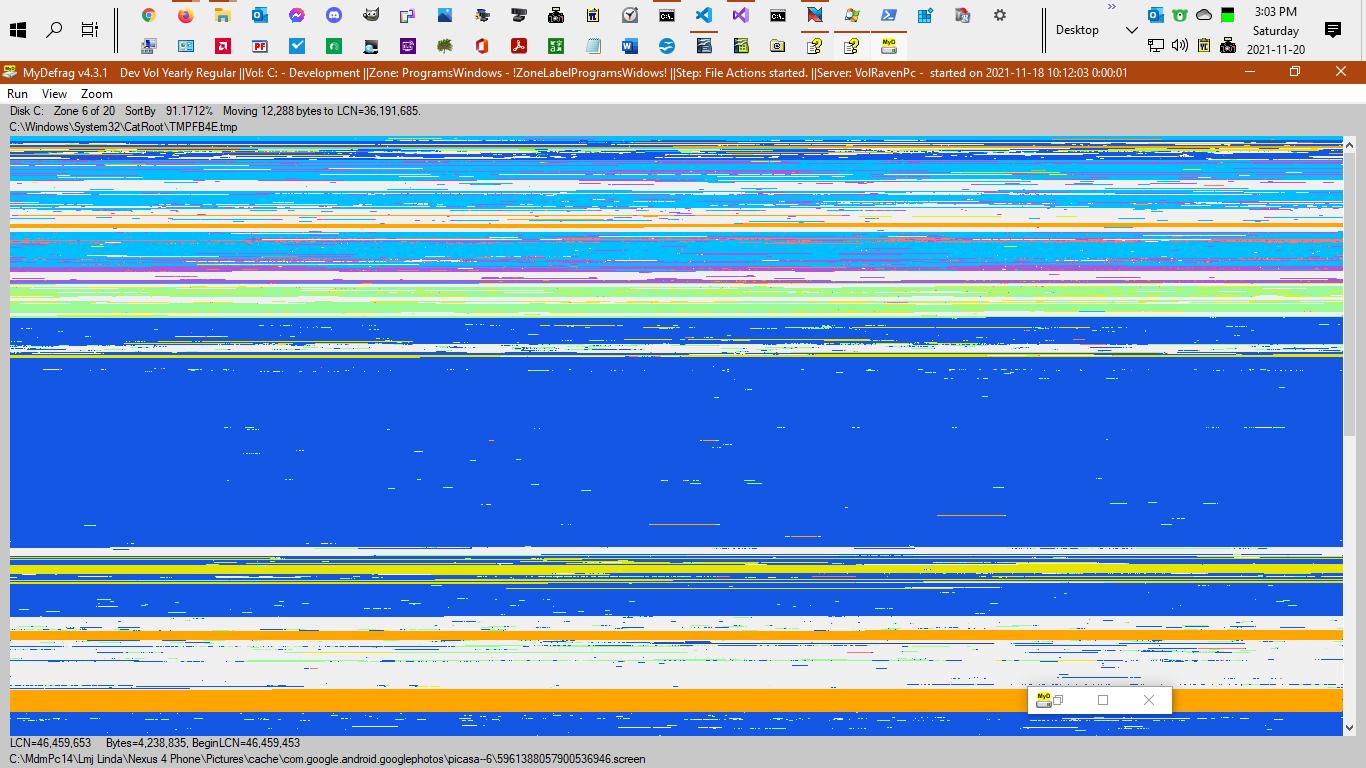 3:03 PM
Desktop
Saturday
2021-11-20
MyDefrag v4.3.1 Dev Vol Yearly Regular ||Vol: C: - Development ||Zone: ProgramsWindows - !ZoneLabelProgramsWidows! ||Step: File Actions started. ||Server: VolRavenPc - started on 2021-11-18 10:12:03 0:00:01
Run View Zoom
Disk C: Zone 6 of 20 SortBy 91.1712% Moving 12,288 bytes to LCN=36,191,685.
C:\Windows\System32\CatRoot\TMPFB4E.tmp
MyD
LCN=46,459,653 Bytes=4,238,835, BeginLCN=46,459,453
C:\MdmPc14\Lmj Linda\Nexus 4 Phone\Pictures\cache\com.google.android.googlephotos\picasa--6\5961388057900536946.screen